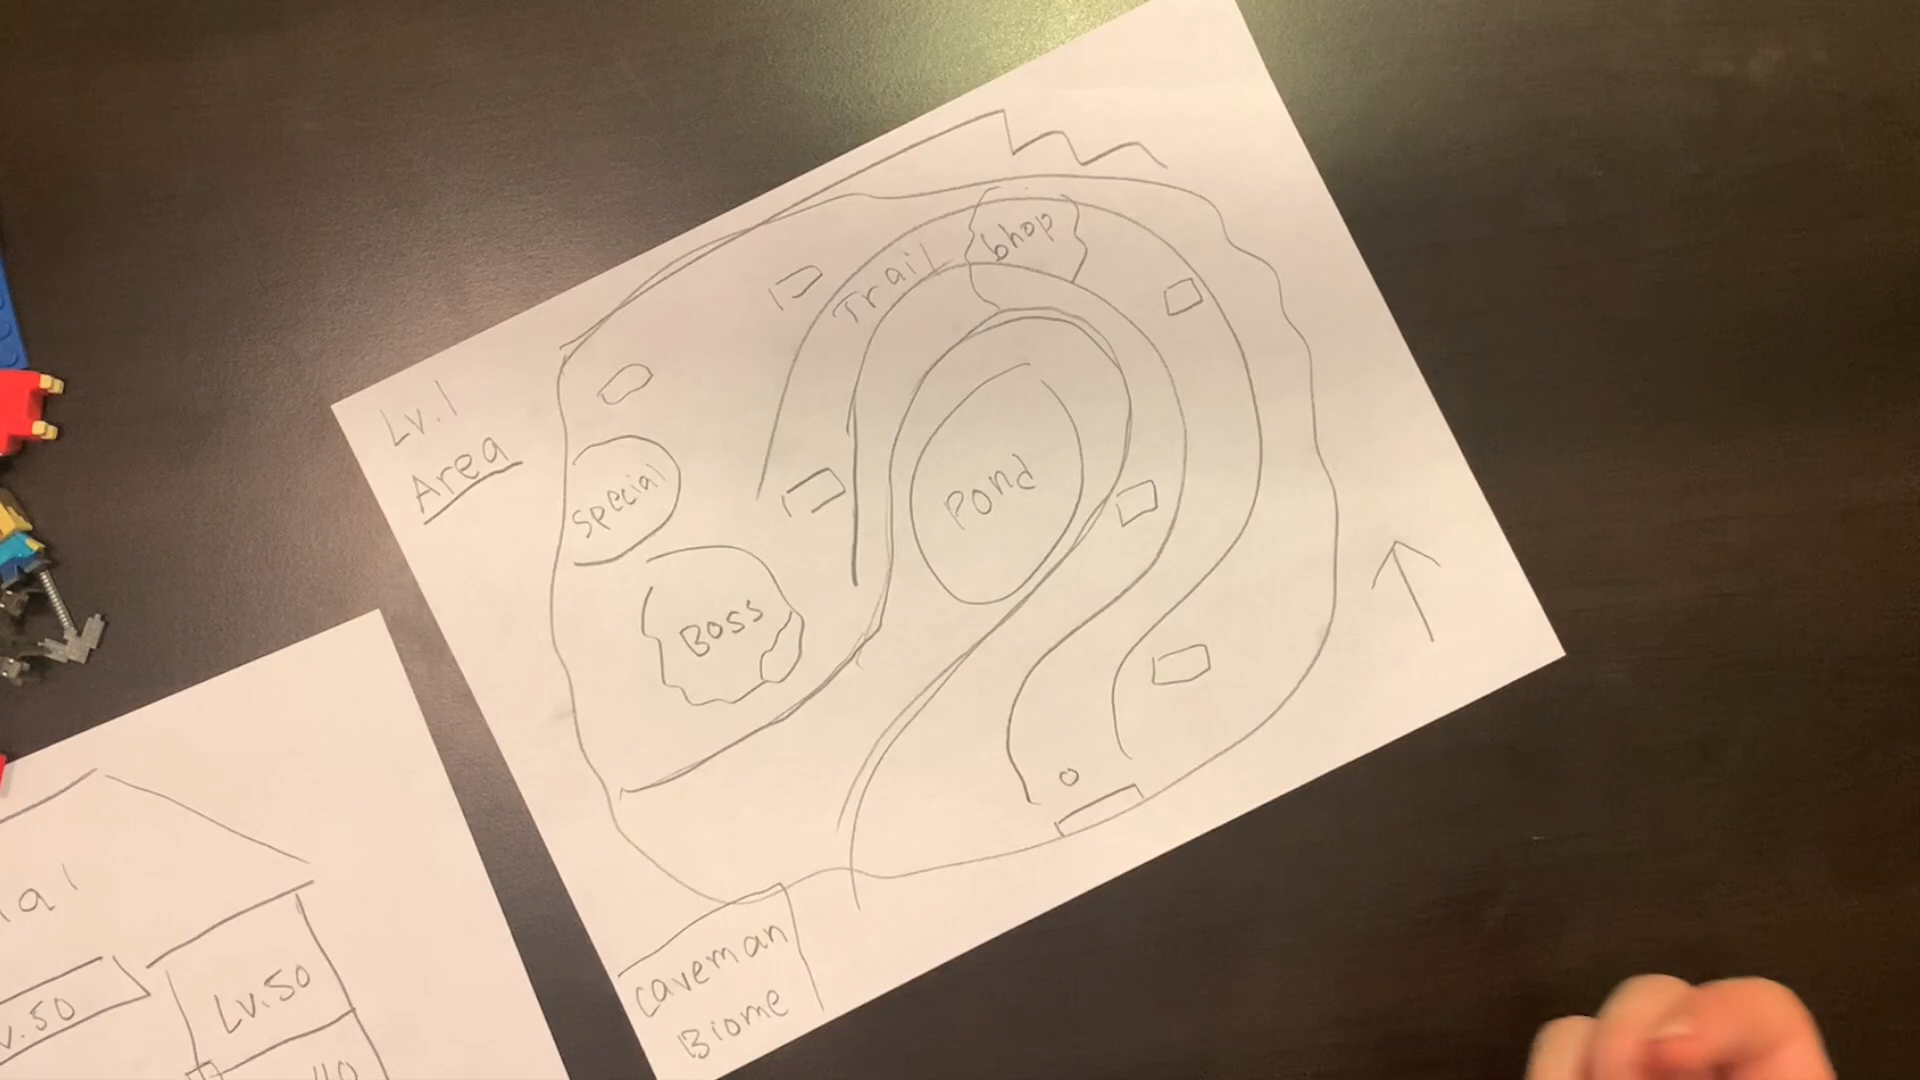 Lv.1
Area
Trail
Shop
Special
Pond
Boss
Caveman
Biome
Lv.50